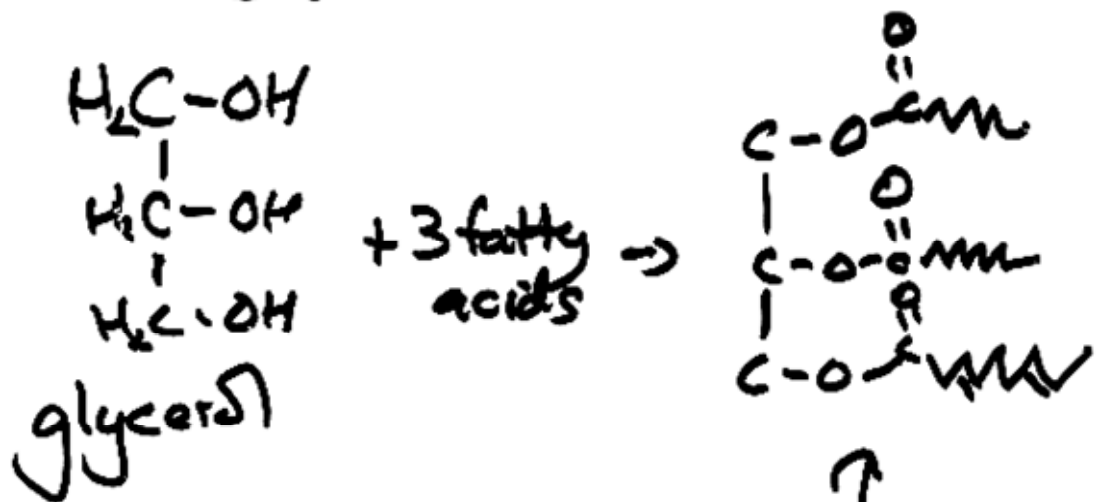 H₂C-OH
H₂C-OH
H₂C·OH
glycerol
+ 3 fatty →
acids
O
C-O-C
O
C-O-C
O
C-O-C
↑